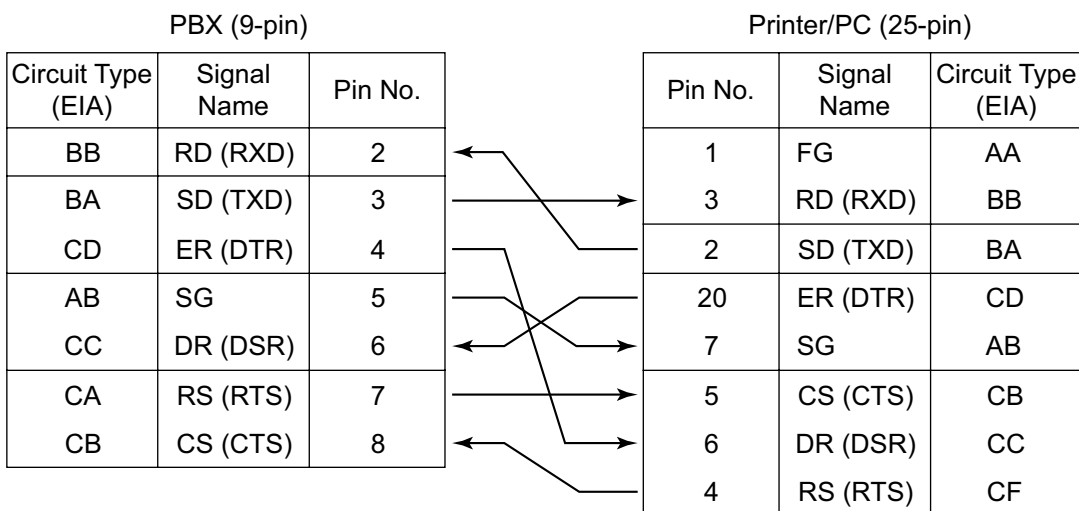 PBX (9-pin)
Circuit Type (EIA) Signal Name Pin No.
BB RD (RXD) 2
BA SD (TXD) 3
CD ER (DTR) 4
AB SG 5
CC DR (DSR) 6
CA RS (RTS) 7
CB CS (CTS) 8
Printer/PC (25-pin)
Pin No. Signal Name Circuit Type (EIA)
1 FG AA
3 RD (RXD) BB
2 SD (TXD) BA
20 ER (DTR) CD
7 SG AB
5 CS (CTS) CB
6 DR (DSR) CC
4 RS (RTS) CF